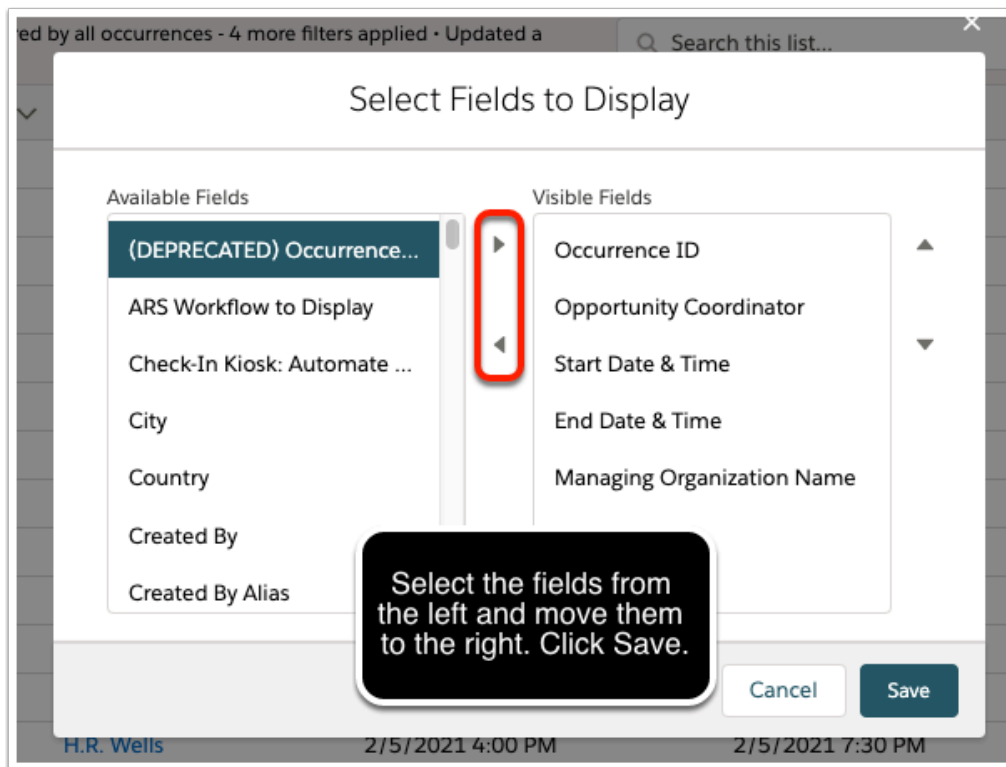 red by all occurrences - 4 more filters applied • Updated a
Search this list...
Select Fields to Display
Available Fields
Visible Fields
(DEPRECATED) Occurrence...
ARS Workflow to Display
Check-In Kiosk: Automate ...
City
Country
Created By
Created By Alias
Occurrence ID
Opportunity Coordinator
Start Date & Time
End Date & Time
Managing Organization Name
Select the fields from
the left and move them
to the right. Click Save.
Cancel
Save
H.R. Wells
2/5/2021 4:00 PM
2/5/2021 7:30 PM